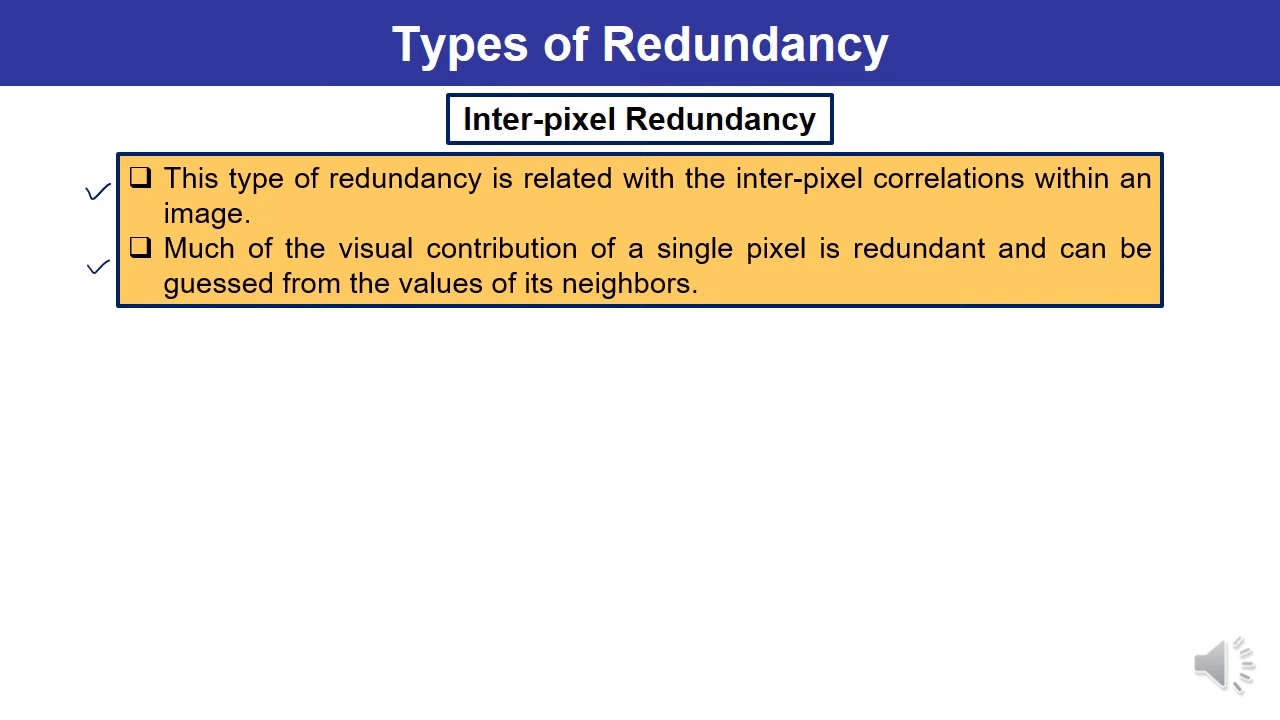 Types of Redundancy
Inter-pixel Redundancy
❑ This type of redundancy is related with the inter-pixel correlations within an
image.
❑ Much of the visual contribution of a single pixel is redundant and can be
guessed from the values of its neighbors.